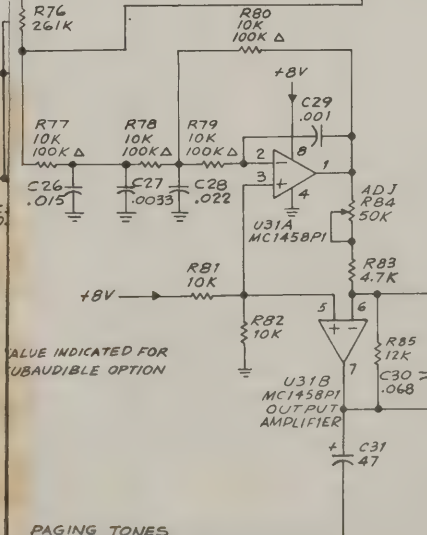 R76
261K
R80
10K
100K Δ
+8V
C29
.001
R77
10K
100K Δ
R78
10K
100K Δ
R79
10K
100K Δ
2
-
8
1
3
+
4
C26
.015
C27
.0033
C28
.022
U31A
MC1458P1
ADJ
R84
50K
R83
4.7K
R81
10K
+8V
R82
10K
5
6
+ -
7
R85
12K
C30
.068
VALUE INDICATED FOR
SUBAUDIBLE OPTION
U31B
MC1458P1
OUTPUT
AMPLIFIER
+
C31
47
PAGING TONES